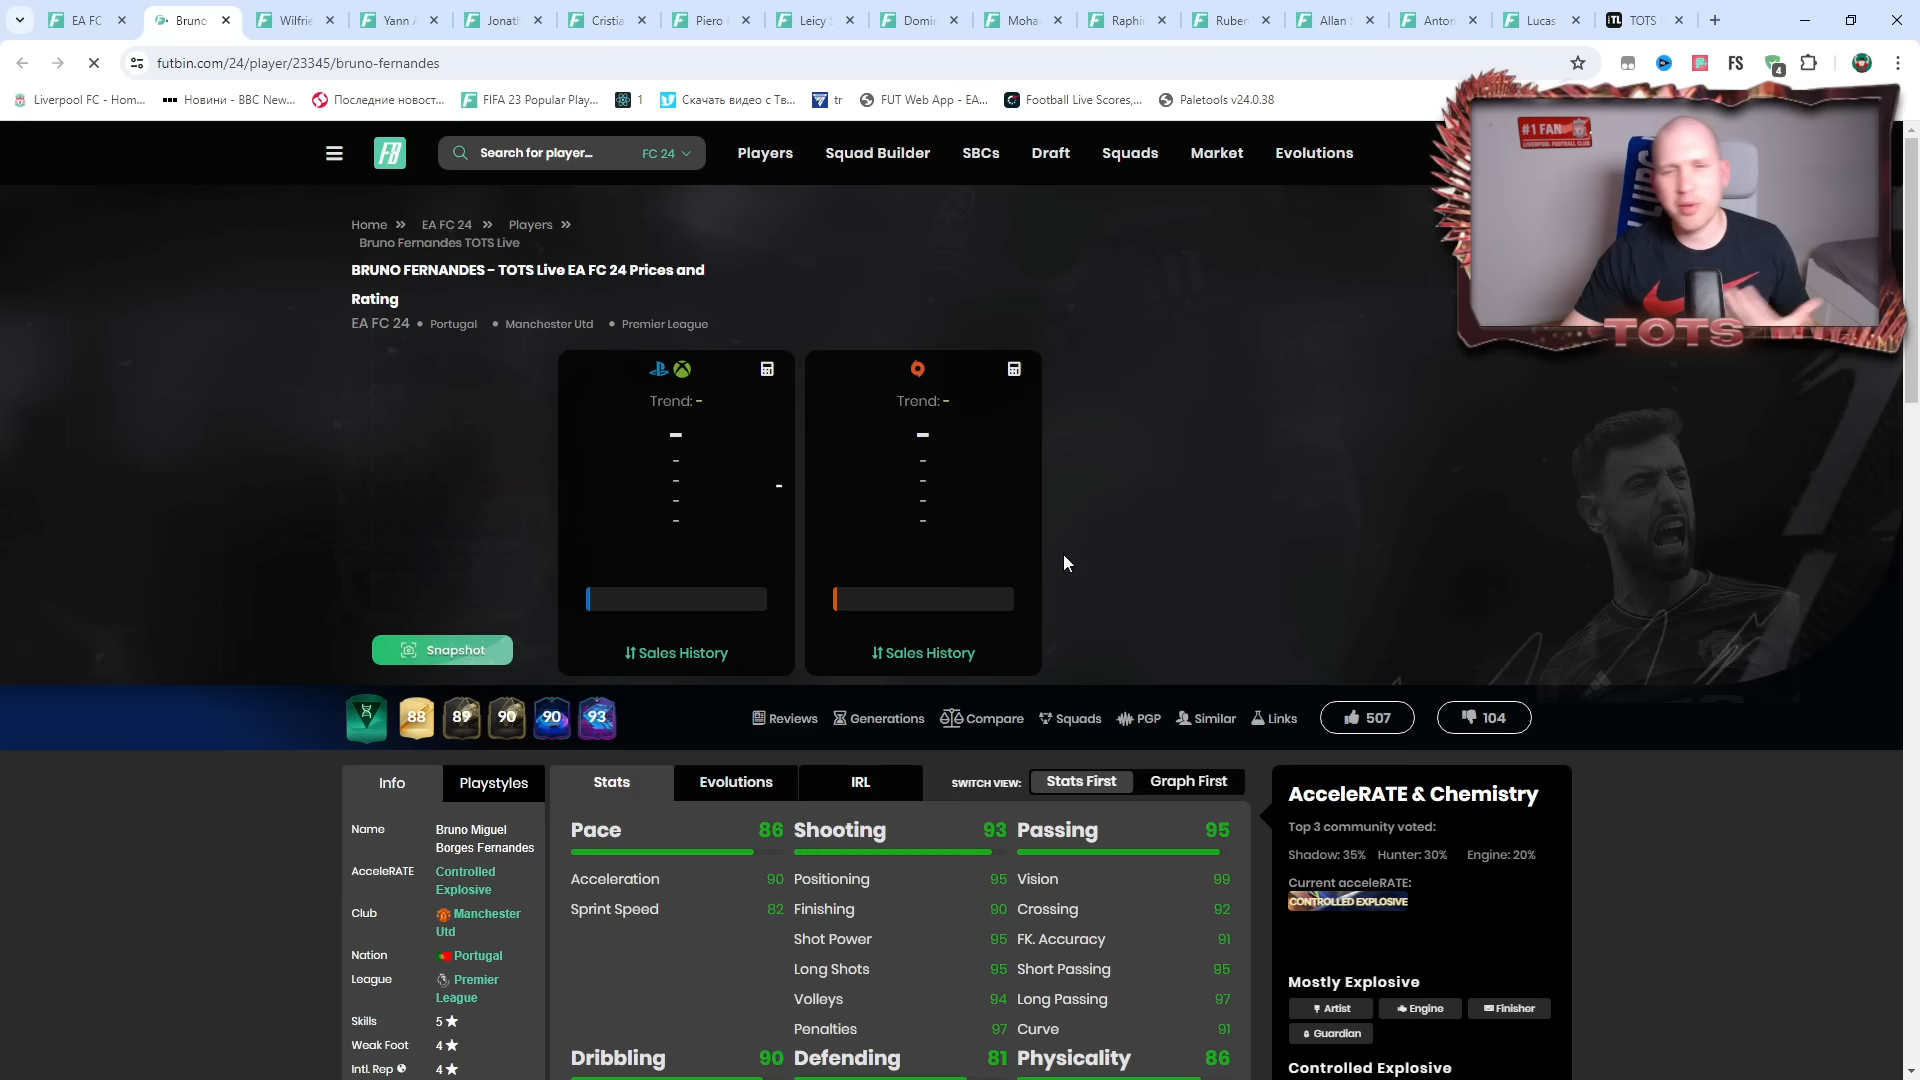 EA FC
Bruno
Wilfrie
Yann A
Jonath
Cristia
Piero
Leicy S
Domin
Moha
Raphi
Ruben
Allan S
Anton
Lucas
TOTS
futbin.com/24/player/23345/bruno-fernandes
FS
4
Liverpool FC - Hom...
Новини - BBC New...
Последние новост...
FIFA 23 Popular Play...
1
Скачать видео с Тв...
tr
FUT Web App - EA...
Football Live Scores,...
Paletools v24.0.38
#1 FAN
LIVERPOOL FOOTBALL CLUB
TOTS
FB
Search for player...
FC 24
Players
Squad Builder
SBCs
Draft
Squads
Market
Evolutions
Home » EA FC 24 » Players »
Bruno Fernandes TOTS Live
BRUNO FERNANDES - TOTS Live EA FC 24 Prices and
Rating
EA FC 24 • Portugal • Manchester Utd • Premier League
Trend: -
-
-
-
-
-
-
Sales History
Trend: -
-
-
-
-
-
Sales History
Snapshot
88
89
90
90
93
Reviews
Generations
Compare
Squads
PGP
Similar
Links
507
104
Info
Playstyles
Name
Bruno Miguel
Borges Fernandes
AcceleRATE
Controlled
Explosive
Club
Manchester
Utd
Nation
Portugal
League
Premier
League
Skills
5★
Weak Foot
4★
Intl. Rep
4★
Stats
Evolutions
IRL
SWITCH VIEW:
Stats First
Graph First
Pace 86
Acceleration 90
Sprint Speed 82
Shooting 93
Positioning 95
Finishing 90
Shot Power 95
Long Shots 95
Volleys 94
Penalties 97
Passing 95
Vision 99
Crossing 92
FK. Accuracy 91
Short Passing 95
Long Passing 97
Curve 91
Dribbling 90
Defending 81
Physicality 86
AcceleRATE & Chemistry
Top 3 community voted:
Shadow: 35% Hunter: 30% Engine: 20%
Current acceleRATE:
CONTROLLED EXPLOSIVE
Mostly Explosive
Artist
Engine
Finisher
Guardian
Controlled Explosive